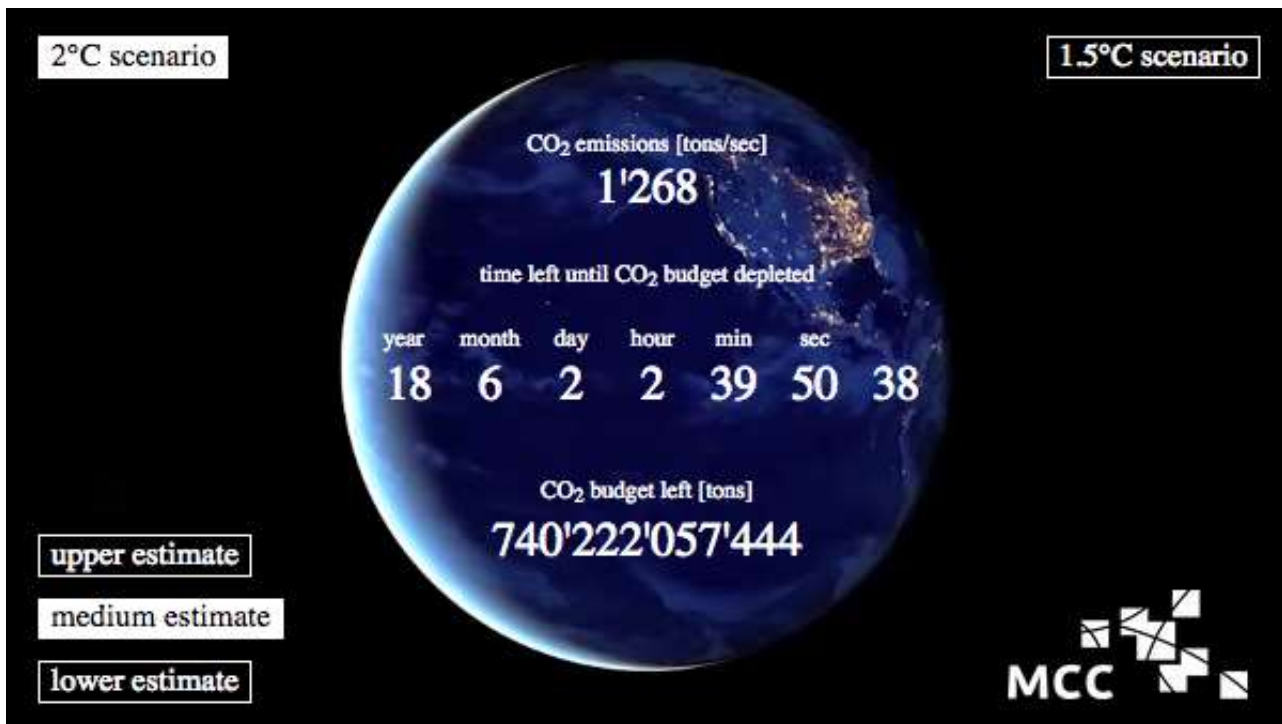 2°C scenario
1.5°C scenario
CO₂ emissions [tons/sec]
1'268
time left until CO₂ budget depleted
year month day hour min sec
18 6 2 2 39 50 38
CO₂ budget left [tons]
740'222'057'444
upper estimate
medium estimate
lower estimate
MCC